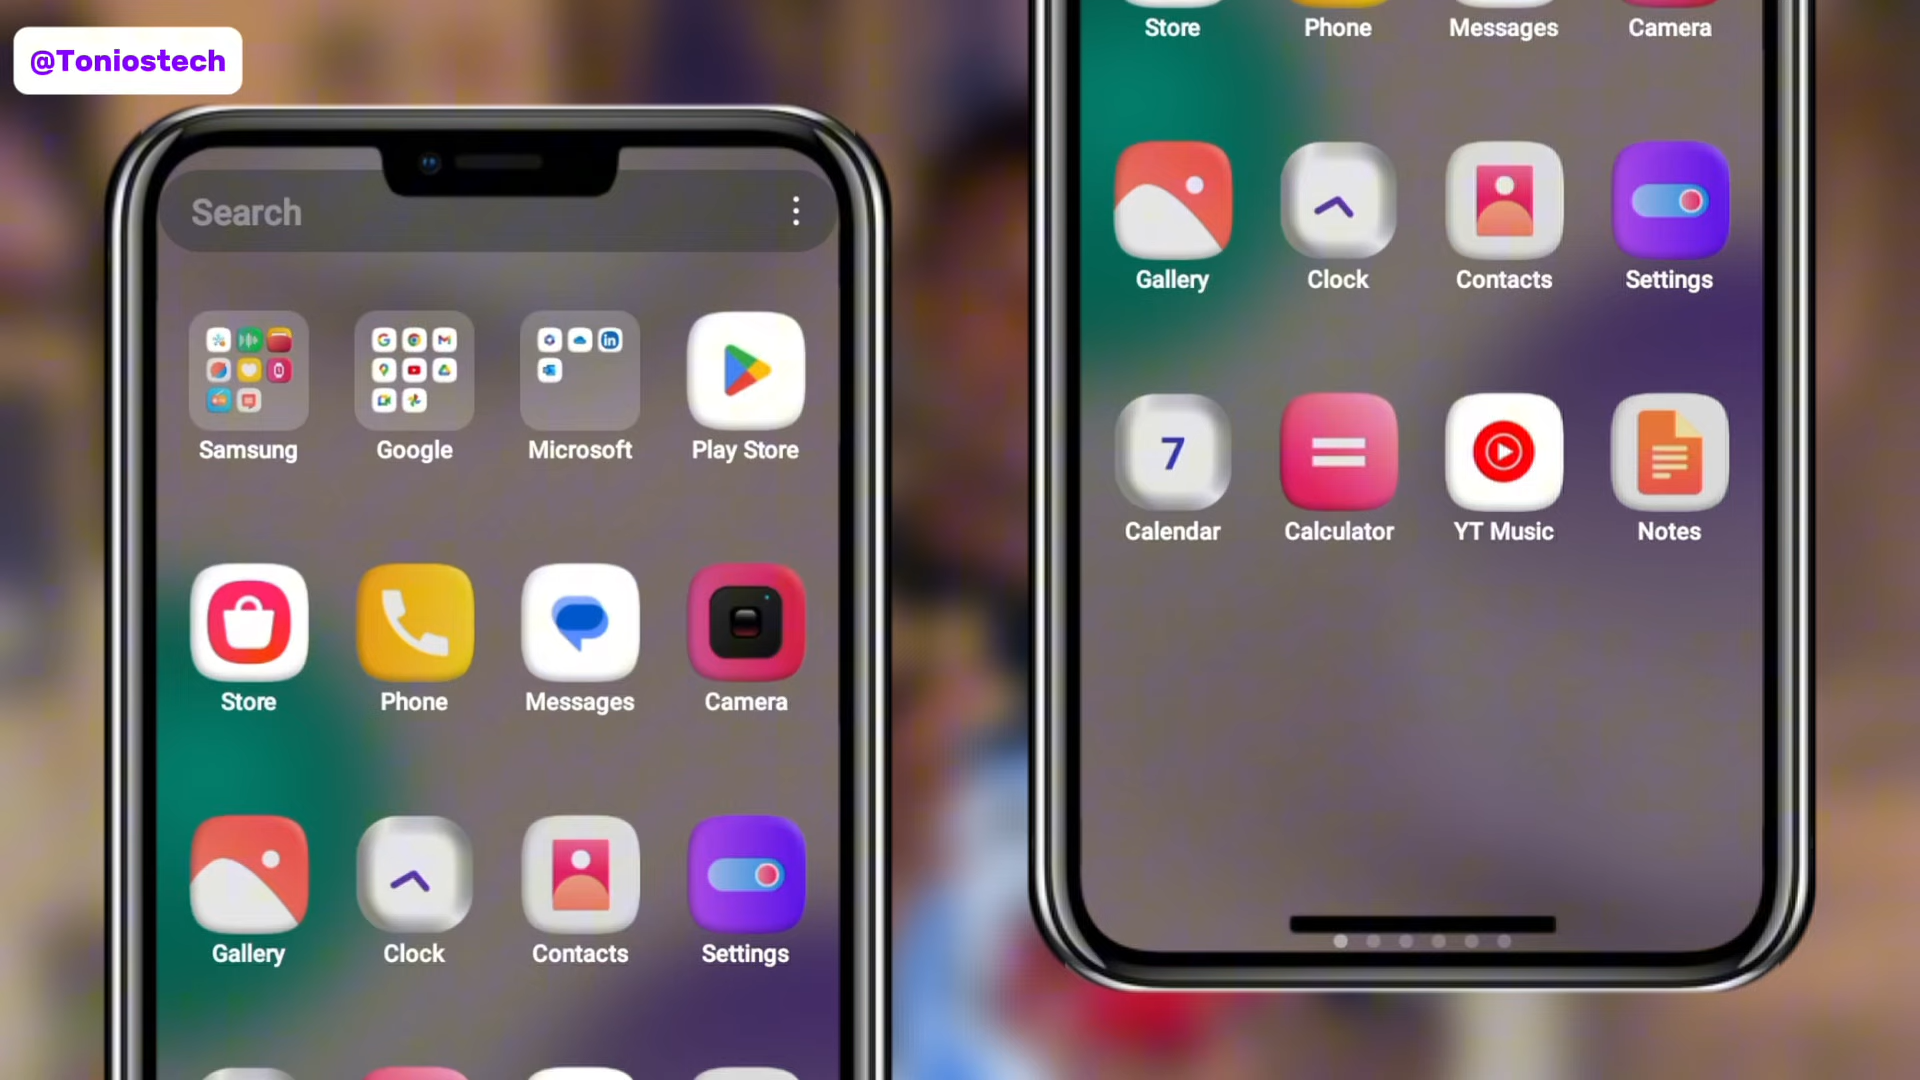 @Toniostech
Search
Samsung
Google
Microsoft
Play Store
Store
Phone
Messages
Camera
Gallery
Clock
Contacts
Settings
Store
Phone
Messages
Camera
Gallery
Clock
Contacts
Settings
7
Calendar
Calculator
YT Music
Notes